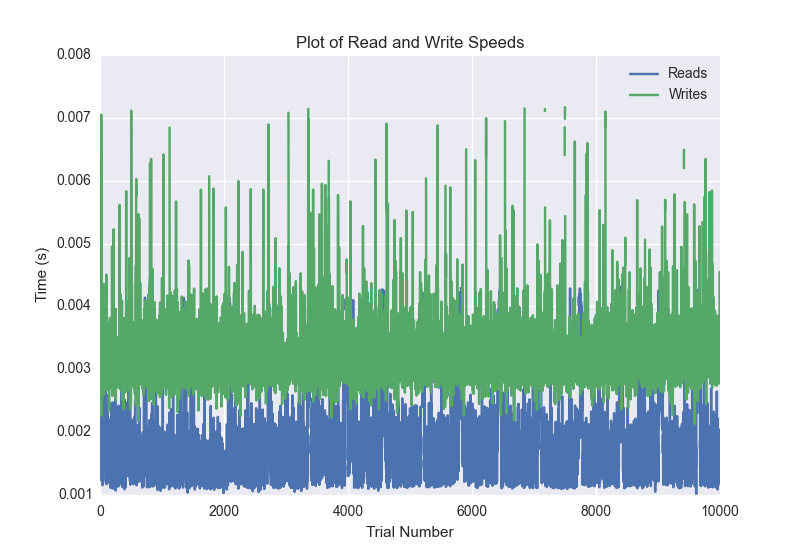 Plot of Read and Write Speeds
Reads
Writes
0.008
0.007
0.006
0.005
0.004
0.003
0.002
0.001
Time (s)
0 2000 4000 6000 8000 10000
Trial Number